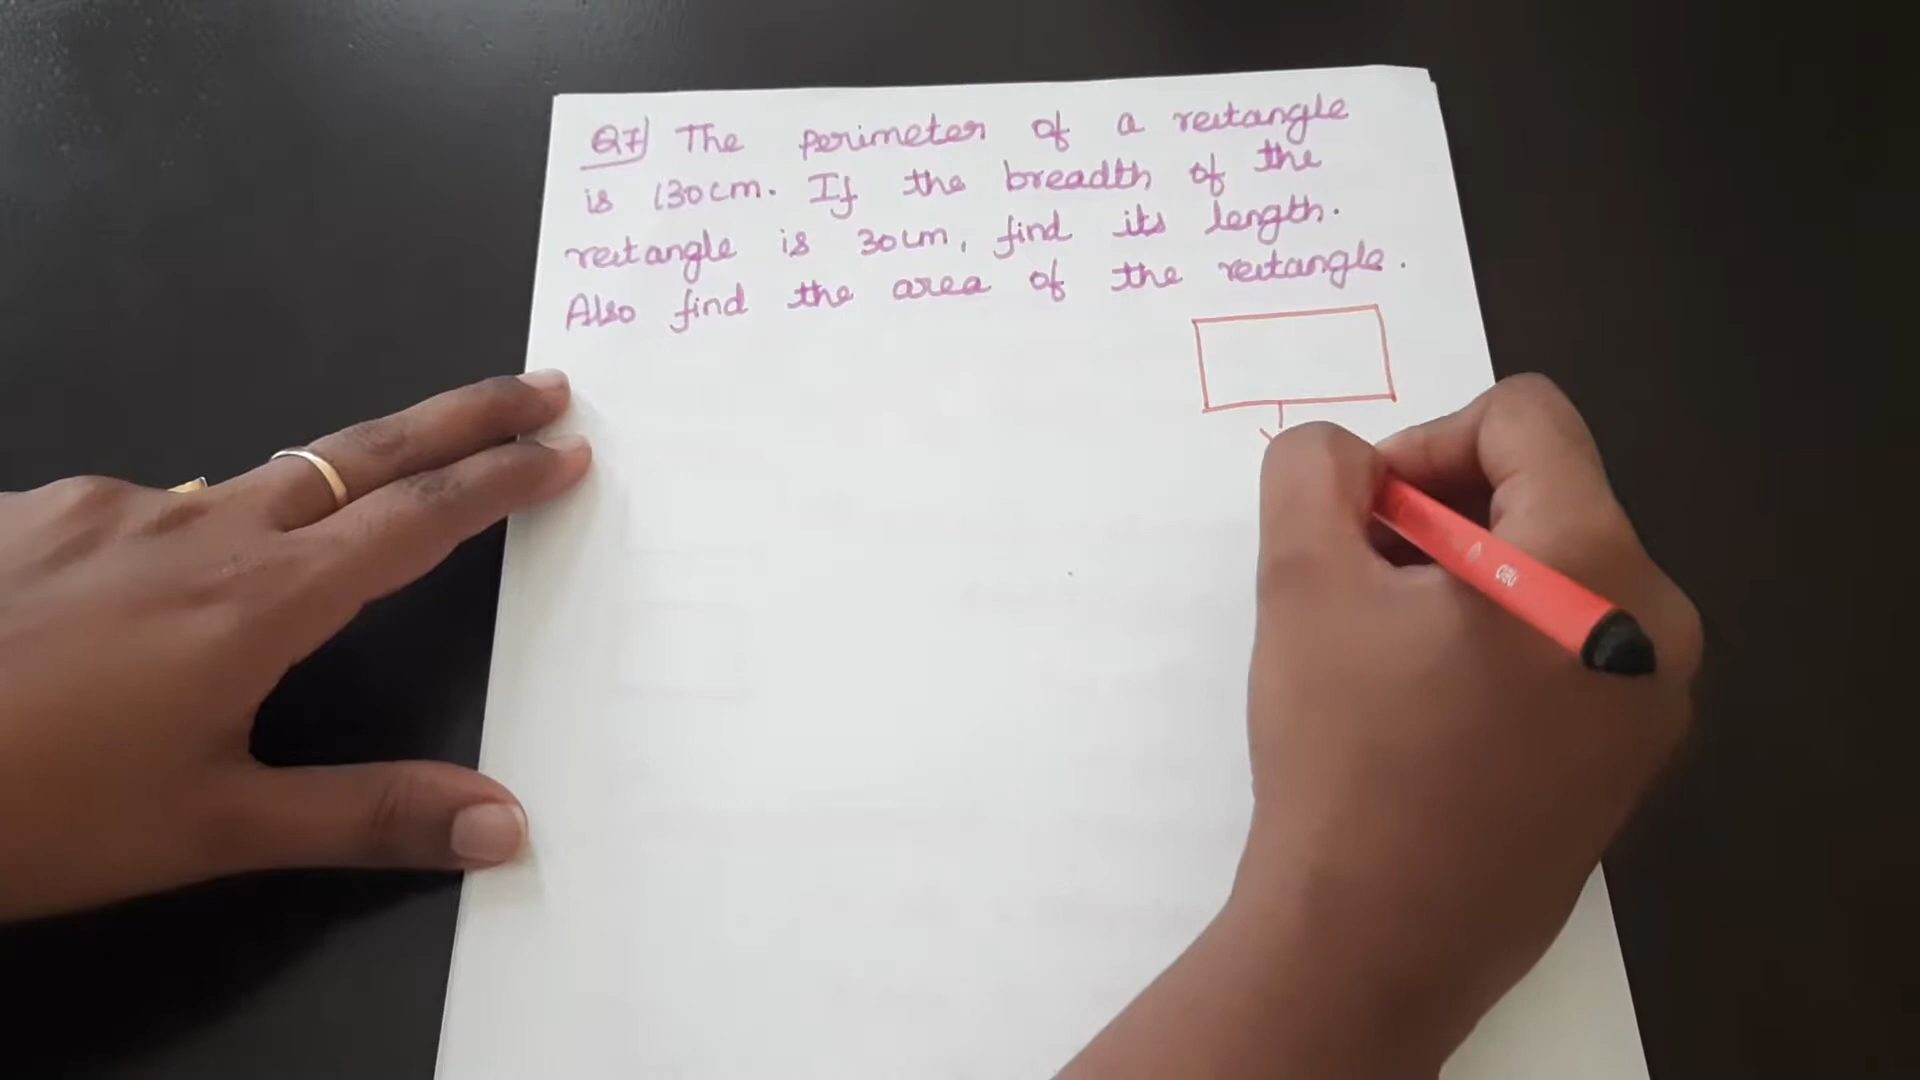 Q7) The perimeter of a rectangle
is 130cm. If the breadth of the
rectangle is 30cm, find its length.
Also find the area of the rectangle.